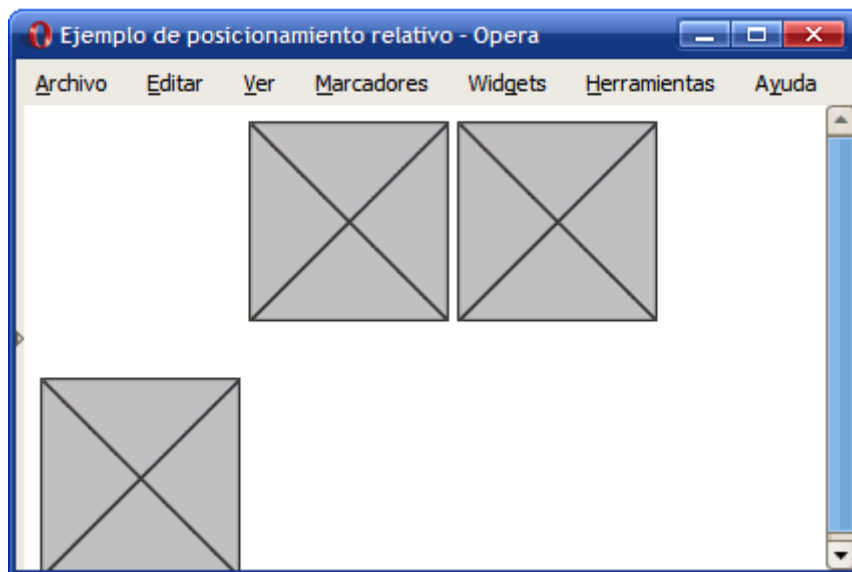 Ejemplo de posicionamiento relativo - Opera
Archivo Editar Ver Marcadores Widgets Herramientas Ayuda